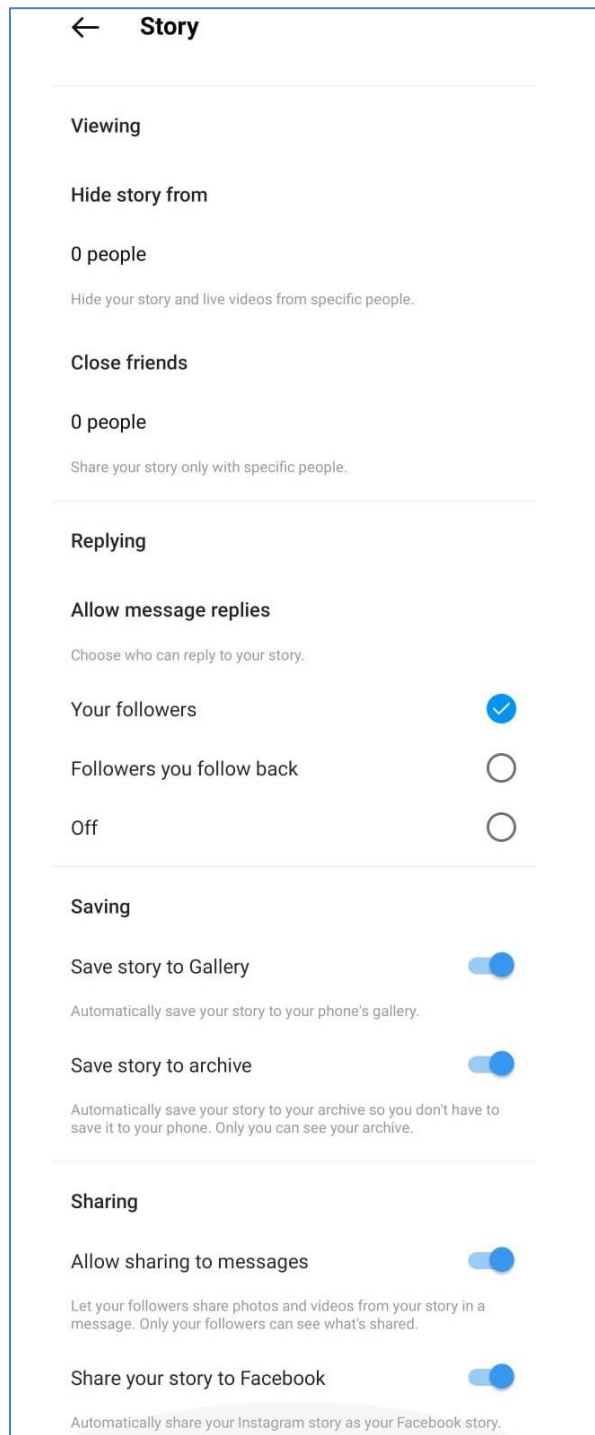 Story
Viewing
Hide story from
0 people
Hide your story and live videos from specific people.
Close friends
0 people
Share your story only with specific people.
Replying
Allow message replies
Choose who can reply to your story.
Your followers
Followers you follow back
Off
Saving
Save story to Gallery
Automatically save your story to your phone's gallery.
Save story to archive
Automatically save your story to your archive so you don't have to
save it to your phone. Only you can see your archive.
Sharing
Allow sharing to messages
Let your followers share photos and videos from your story in a
message. Only your followers can see what's shared.
Share your story to Facebook
Automatically share your Instagram story as your Facebook story.